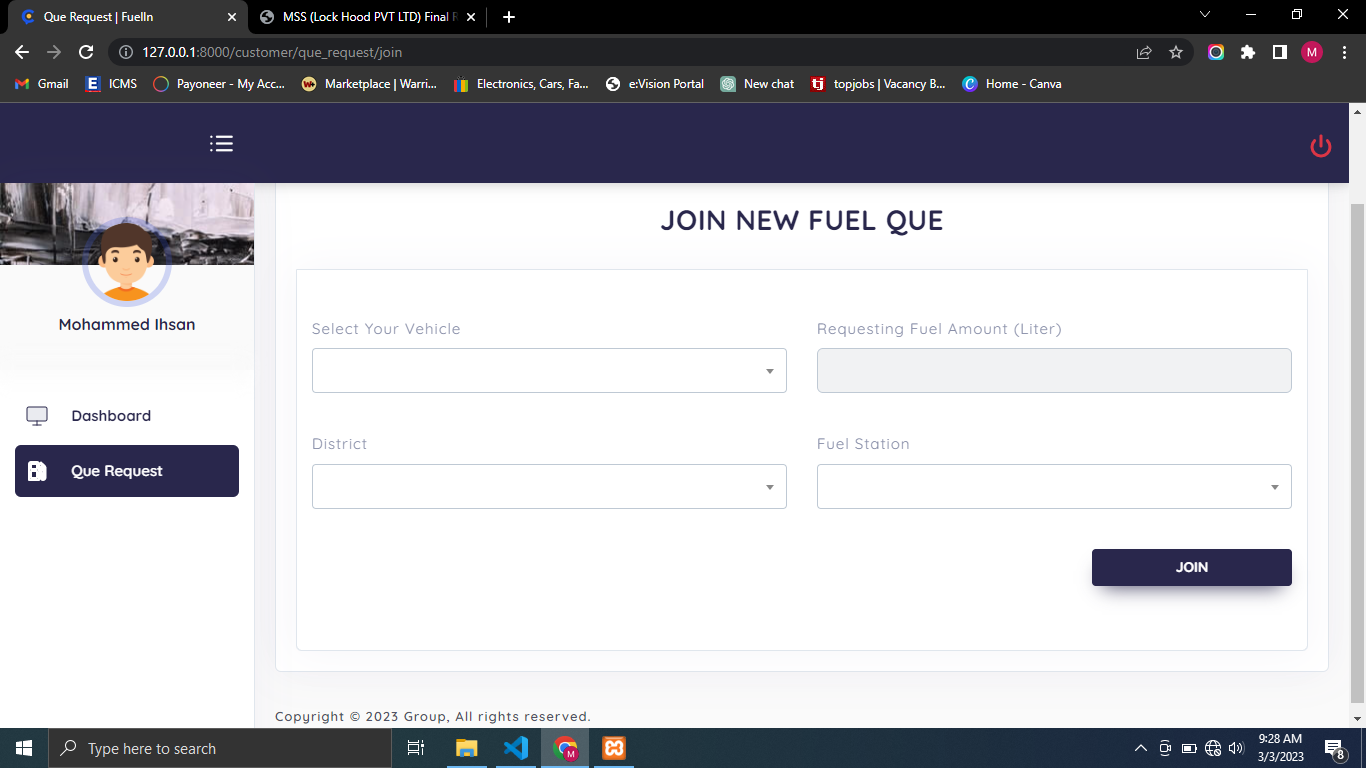 Que Request | FuelIn
MSS (Lock Hood PVT LTD) Final R
127.0.0.1:8000/customer/que_request/join
M
Gmail
ICMS
Payoneer - My Acc...
Marketplace | Warri...
Electronics, Cars, Fa...
e:Vision Portal
New chat
topjobs | Vacancy B...
Home - Canva
JOIN NEW FUEL QUE
Mohammed Ihsan
Select Your Vehicle
Requesting Fuel Amount (Liter)
Dashboard
District
Fuel Station
Que Request
JOIN
Copyright © 2023 Group, All rights reserved.
Type here to search
M
9:28 AM
3/3/2023
8